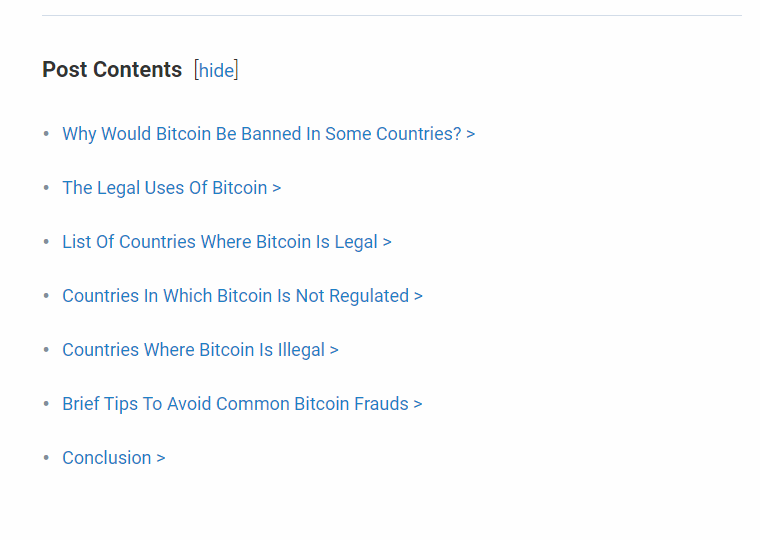 Post Contents [hide]
• Why Would Bitcoin Be Banned In Some Countries? >
• The Legal Uses Of Bitcoin >
• List Of Countries Where Bitcoin Is Legal >
• Countries In Which Bitcoin Is Not Regulated >
• Countries Where Bitcoin Is Illegal >
• Brief Tips To Avoid Common Bitcoin Frauds >
• Conclusion >